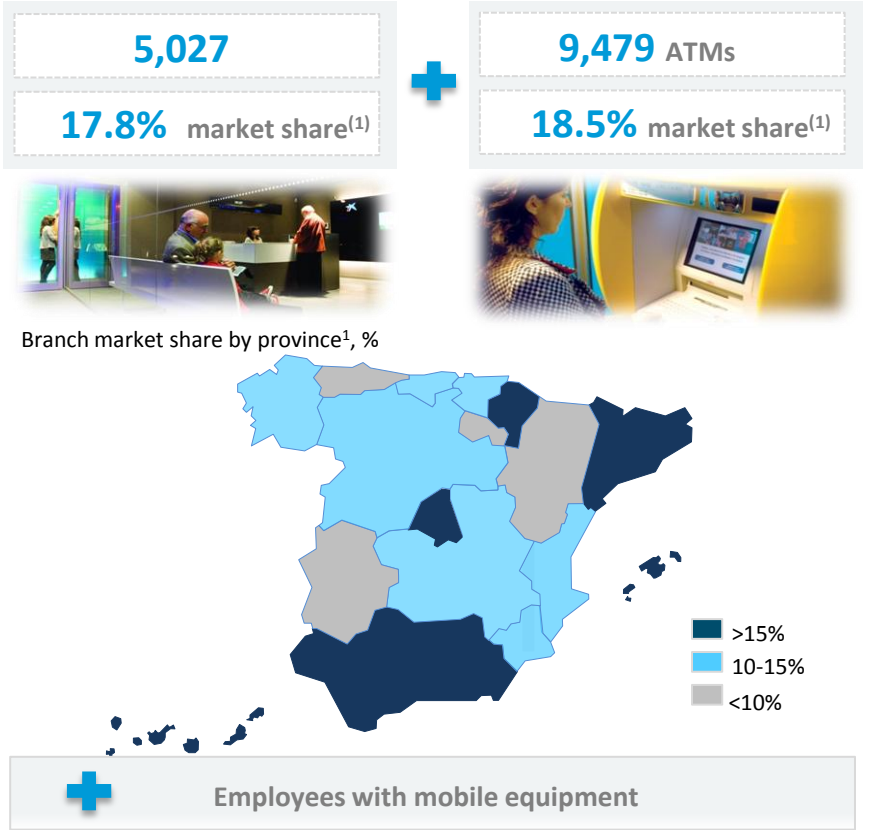 5,027
17.8% market share(1)
9,479 ATMs
18.5% market share(1)
Branch market share by province1, %
>15%
10-15%
<10%
Employees with mobile equipment